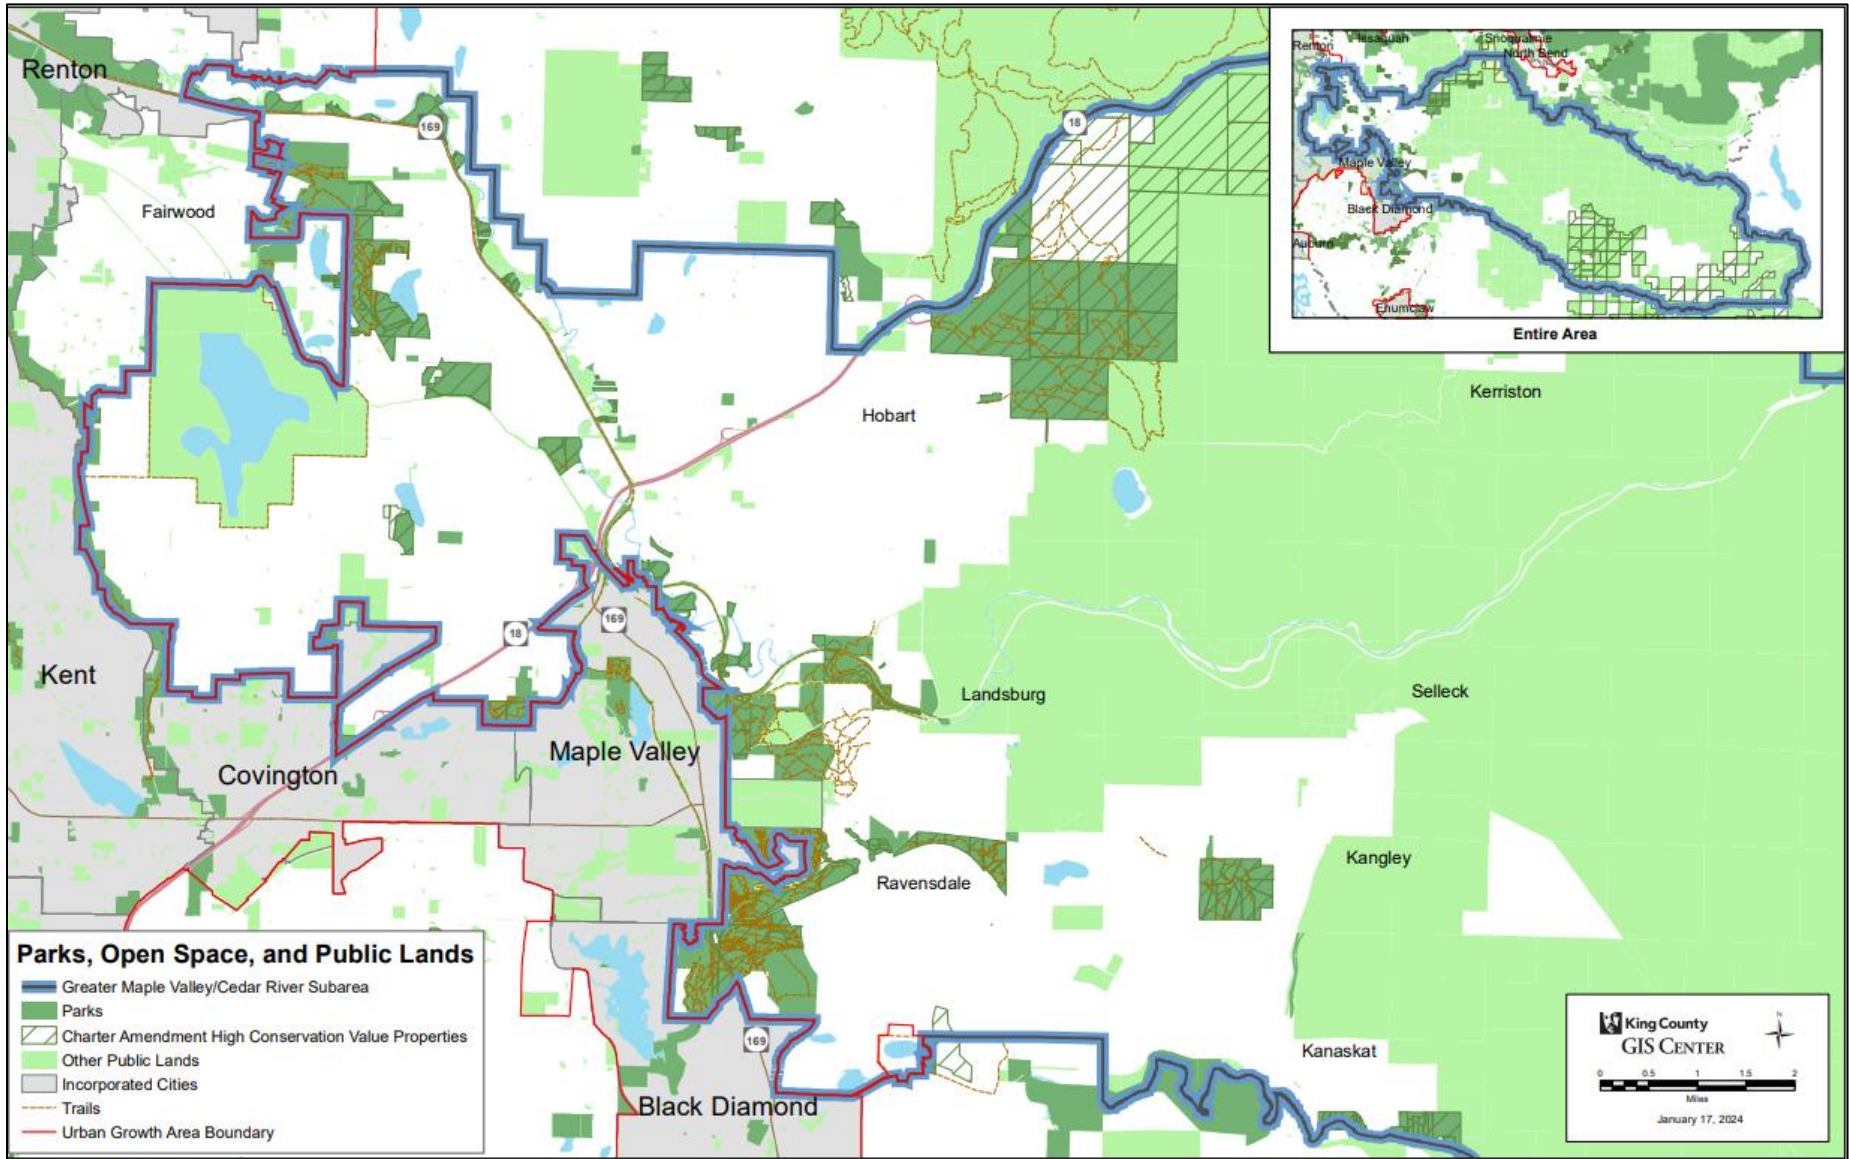 Renton
169
Fairwood
18
Hobart
Kerriston
Renton
Issaquah
Snoqualmie
North Bend
Maple Valley
Black Diamond
Auburn
Enumclaw
Entire Area
18
169
Kent
Landsburg
Selleck
Maple Valley
Covington
Kangley
Ravensdale
169
Kanaskat
Black Diamond
Parks, Open Space, and Public Lands
Greater Maple Valley/Cedar River Subarea
Parks
Charter Amendment High Conservation Value Properties
Other Public Lands
Incorporated Cities
Trails
Urban Growth Area Boundary
King County
GIS CENTER
N
0 0.5 1 1.5 2
Miles
January 17, 2024